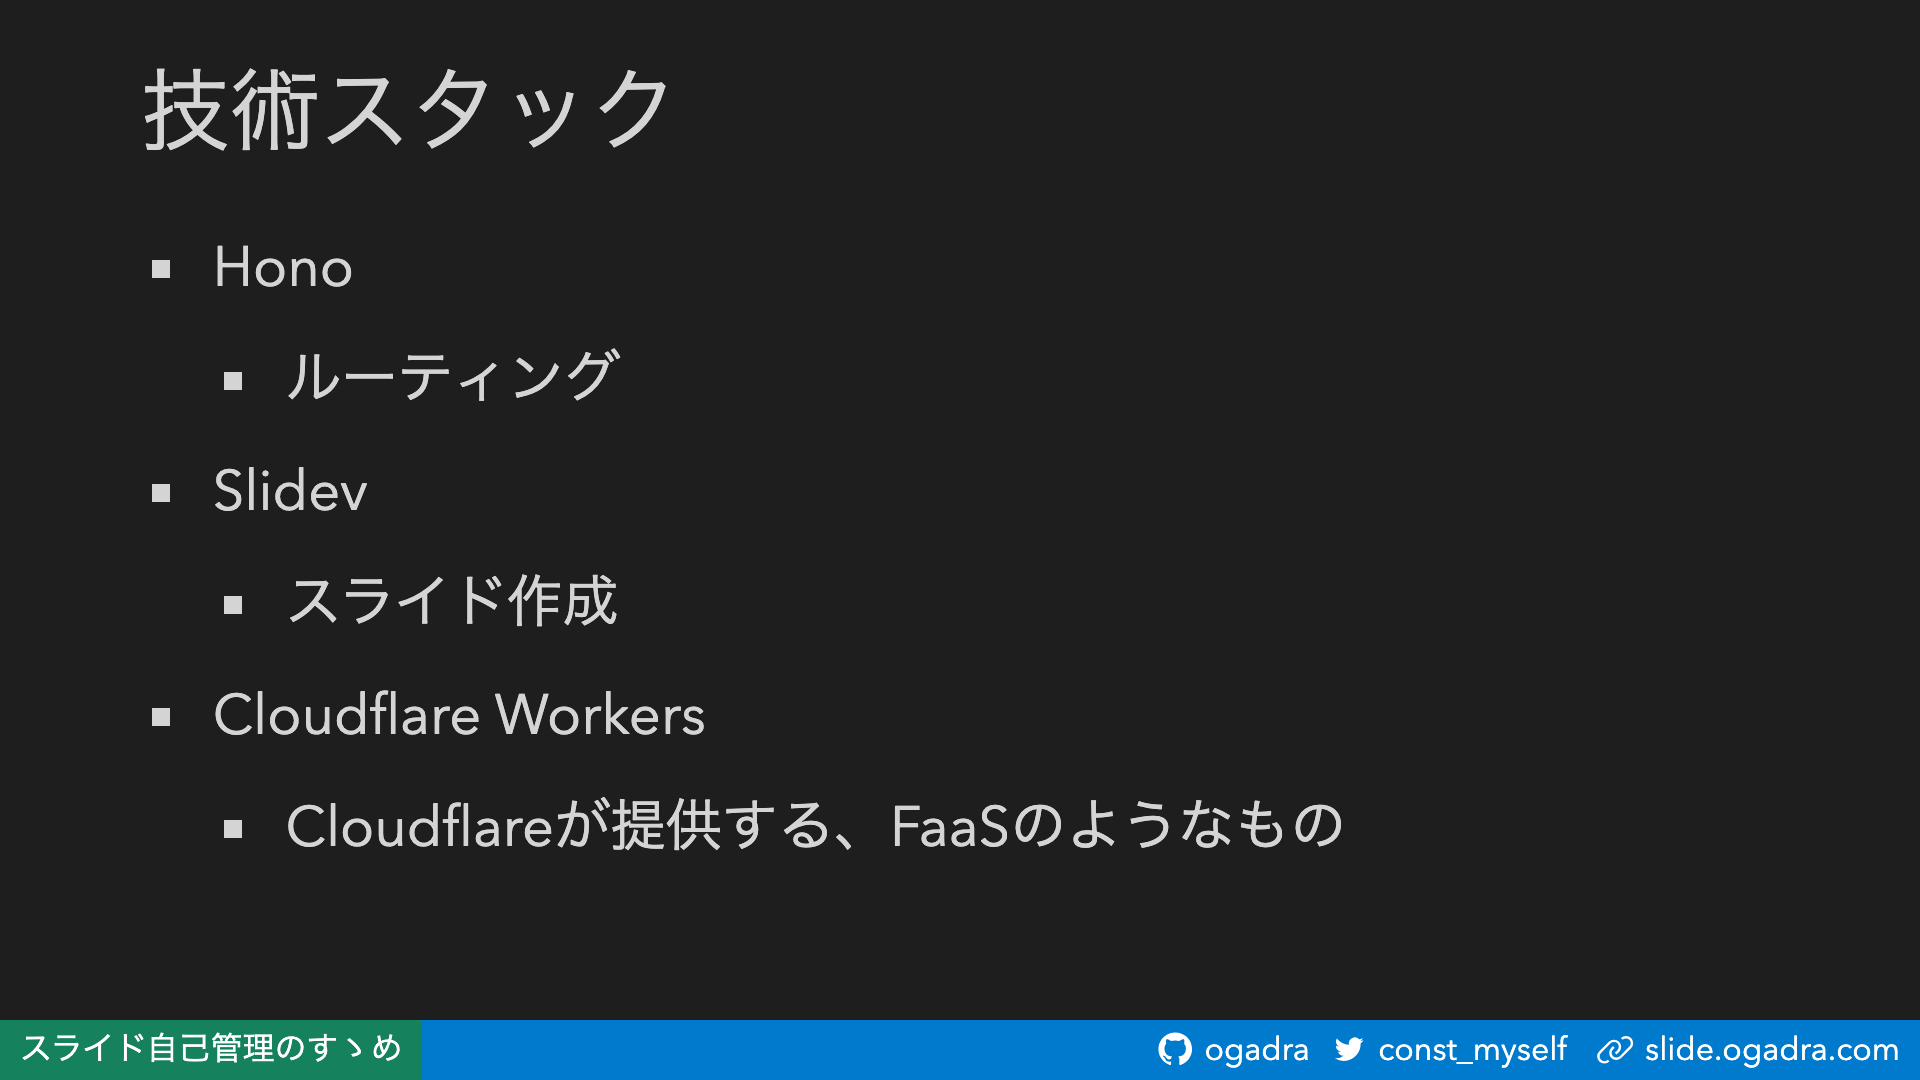 技術スタック
Hono
ルーティング
Slidev
スライド作成
Cloudflare Workers
Cloudflareが提供する、FaaSのようなもの
スライド自己管理のすゝめ
ogadra const_myself slide.ogadra.com